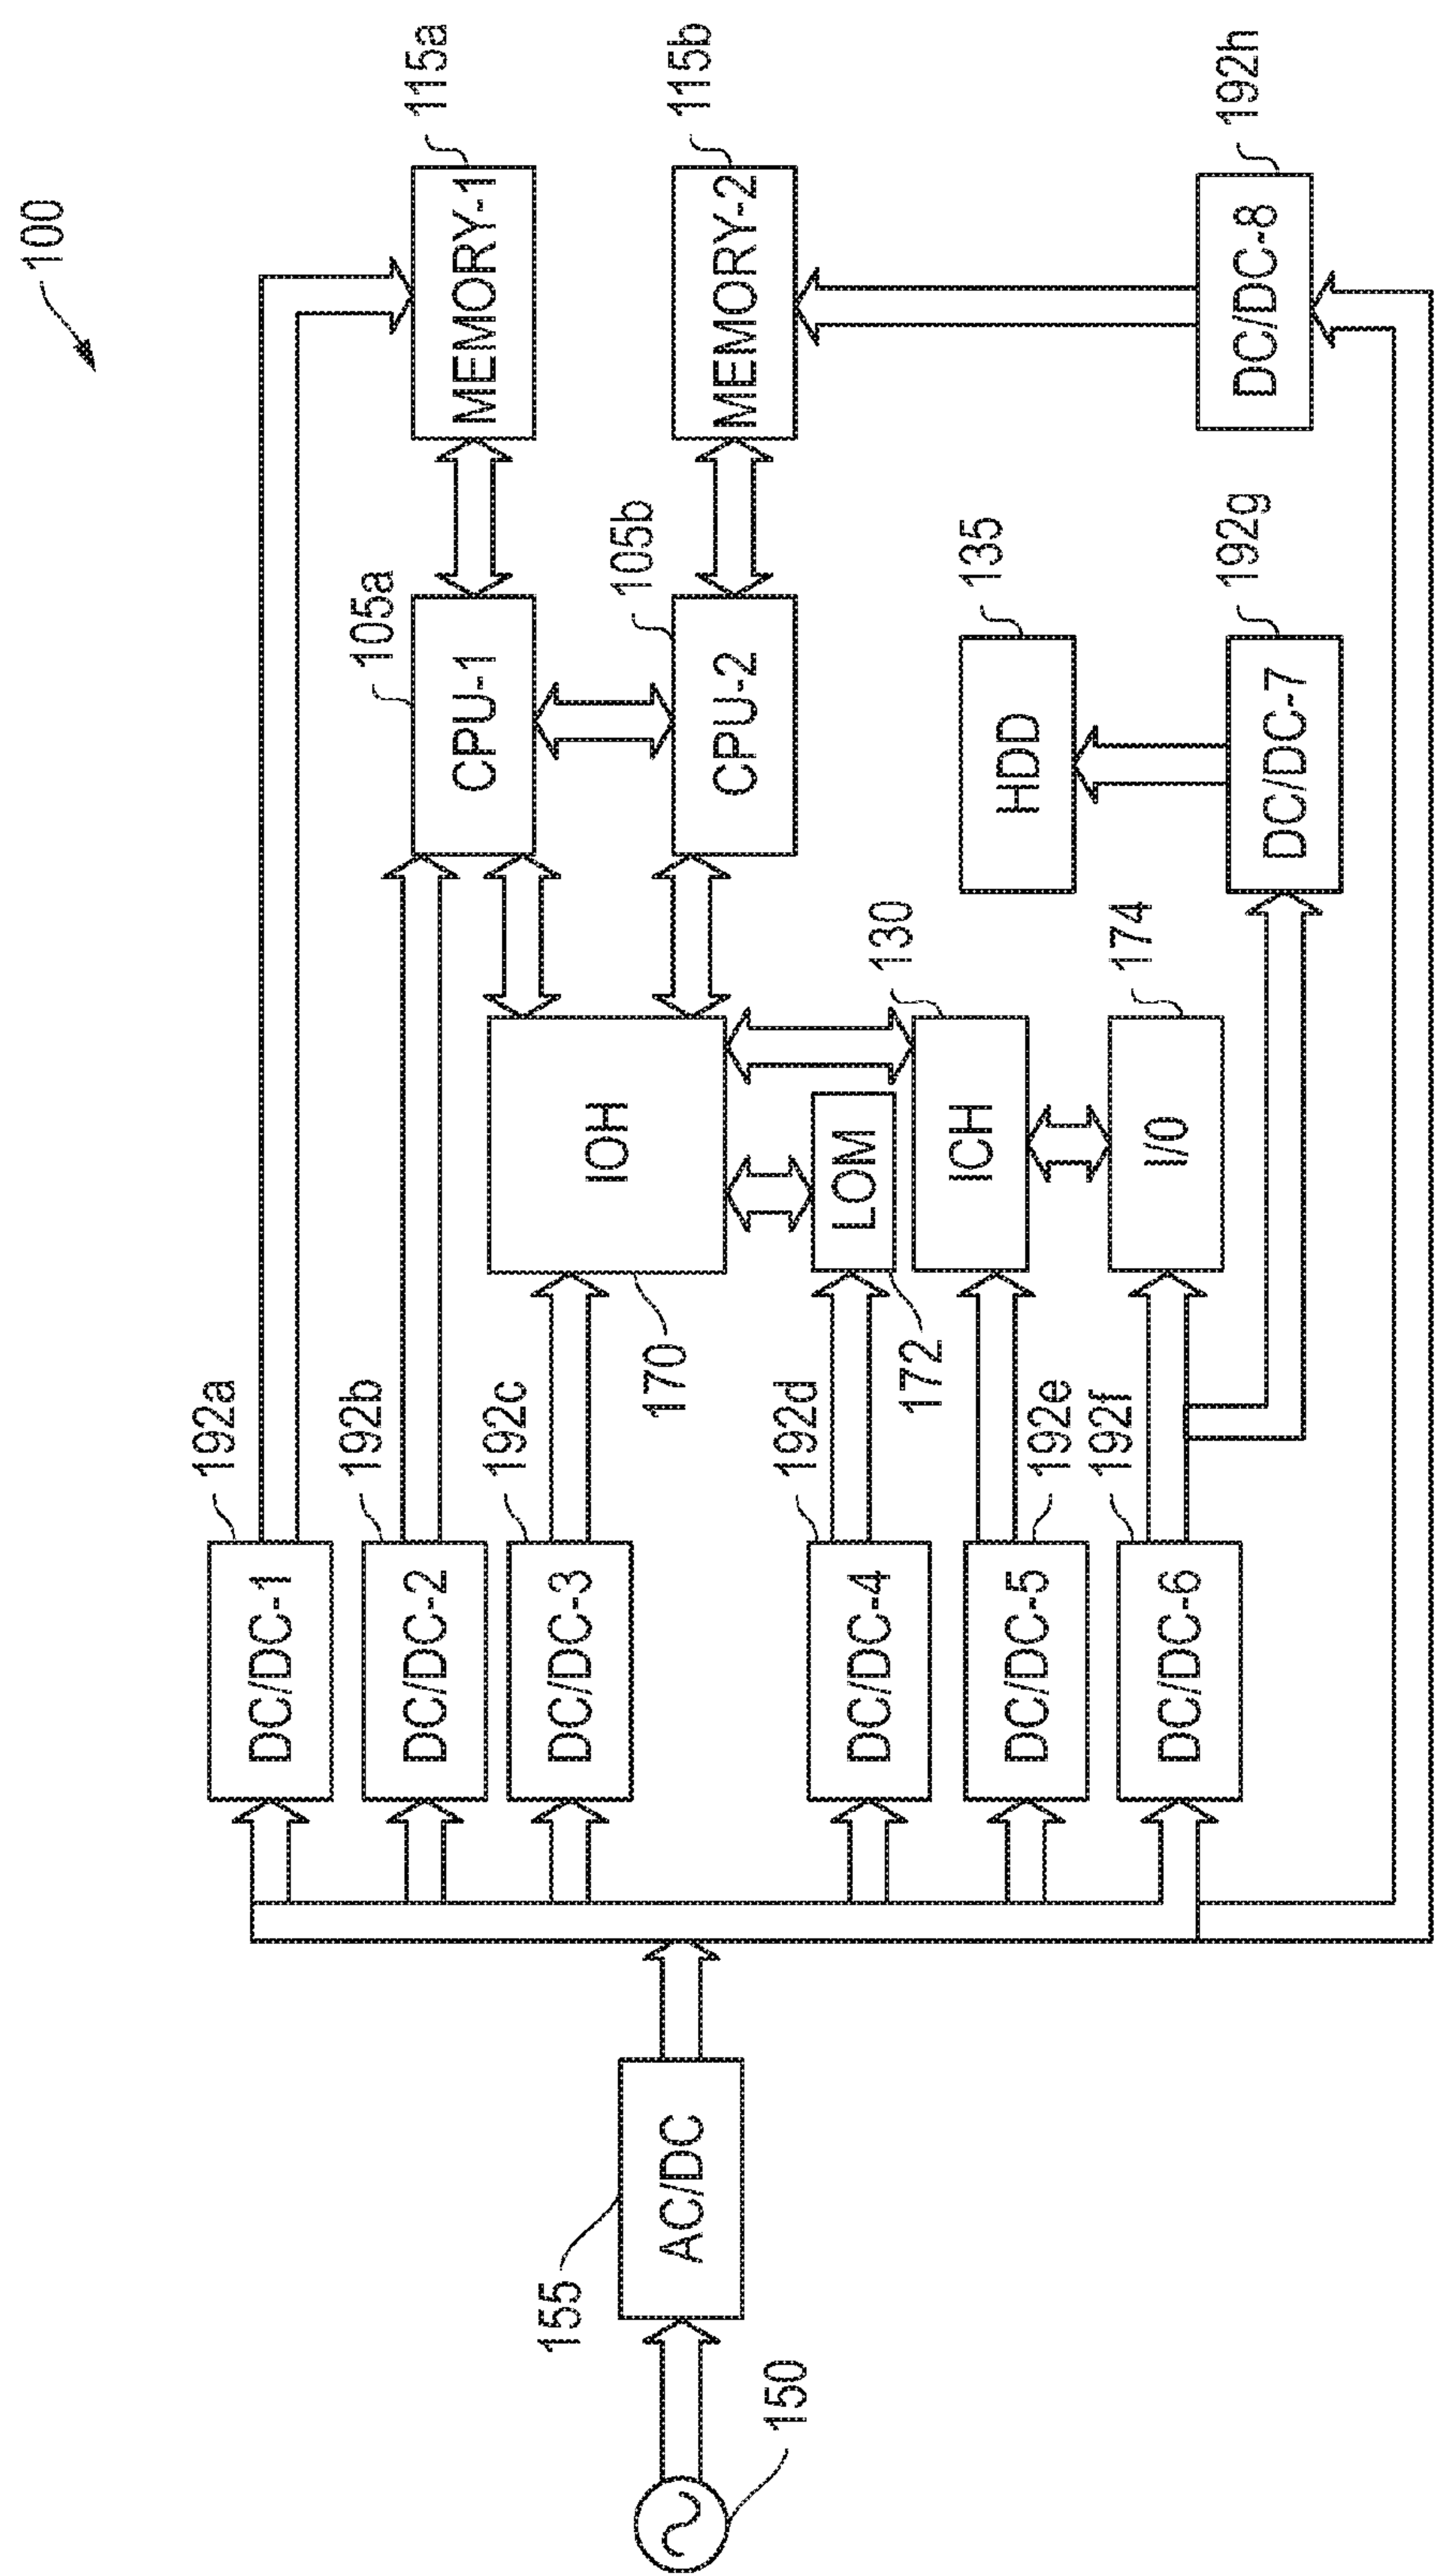 100
192a
DC/DC-1
192b
DC/DC-2
105a
CPU-1
MEMORY-1
115a
192c
DC/DC-3
IOH
170
105b
CPU-2
MEMORY-2
115b
155
AC/DC
150
192d
DC/DC-4
LOM
172
130
ICH
192e
DC/DC-5
135
HDD
192f
DC/DC-6
I/0
174
192g
DC/DC-7
192h
DC/DC-8